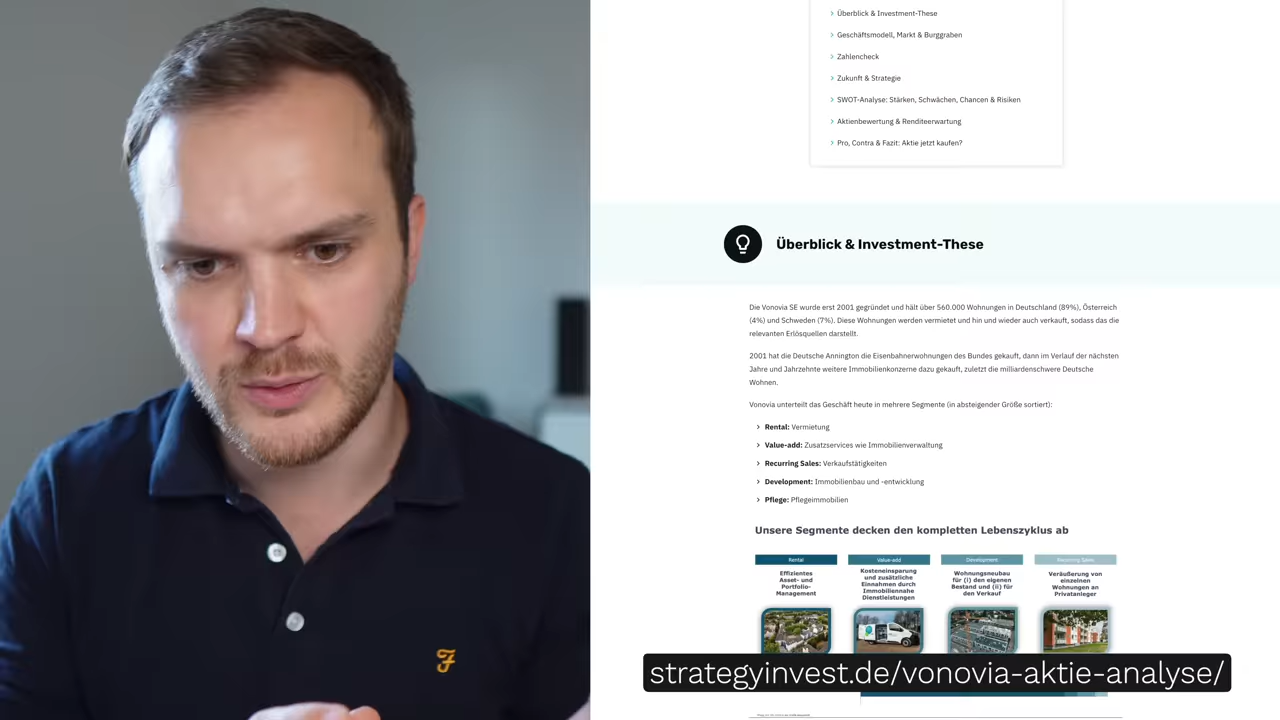 Überblick & Investment-These
Geschäftsmodell, Markt & Burggraben
Zahlencheck
Zukunft & Strategie
SWOT-Analyse: Stärken, Schwächen, Chancen & Risiken
Aktienbewertung & Renditeerwartung
Pro, Contra & Fazit: Aktie jetzt kaufen?
Überblick & Investment-These
Die Vonovia SE wurde erst 2001 gegründet und hält über 560.000 Wohnungen in Deutschland (89%), Österreich
(4%) und Schweden (7%). Diese Wohnungen werden vermietet und hin und wieder auch verkauft, sodass das die
relevanten Erlösquellen darstellt.
2001 hat die Deutsche Annington die Eisenbahnerwohnungen des Bundes gekauft, dann im Verlauf der nächsten
Jahre und Jahrzehnte weitere Immobilienkonzerne dazu gekauft, zuletzt die milliardenschwere Deutsche
Wohnen.
Vonovia unterteilt das Geschäft heute in mehrere Segmente (in absteigender Größe sortiert):
Rental: Vermietung
Value-add: Zusatzservices wie Immobilienverwaltung
Recurring Sales: Verkaufstätigkeiten
Development: Immobilienbau und -entwicklung
Pflege: Pflegeimmobilien
Unsere Segmente decken den kompletten Lebenszyklus ab
Rental
Effizientes
Asset- und
Portfolio-
Management
Value-add
Kosteneinsparung
und zusätzliche
Einnahmen durch
Immobiliennahe
Dienstleistungen
Development
Wohnungsneubau
für (i) den eigenen
Bestand und (ii) für
den Verkauf
Recurring Sales
Veräußerung von
einzelnen
Wohnungen an
Privatanleger
strategyinvest.de/vonovia-aktie-analyse/